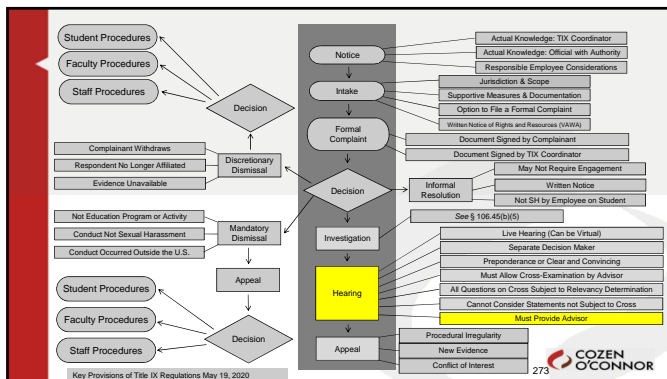 Student Procedures
Faculty Procedures
Staff Procedures
Decision
Complainant Withdraws
Respondent No Longer Affiliated
Evidence Unavailable
Discretionary
Dismissal
Not Education Program or Activity
Conduct Not Sexual Harassment
Conduct Occurred Outside the U.S.
Mandatory
Dismissal
Appeal
Student Procedures
Faculty Procedures
Staff Procedures
Decision
Key Provisions of Title IX Regulations May 19, 2020
Notice
Actual Knowledge: TIX Coordinator
Actual Knowledge: Official with Authority
Responsible Employee Considerations
Intake
Jurisdiction & Scope
Supportive Measures & Documentation
Option to File a Formal Complaint
Written Notice of Rights and Resources (VAWA)
Formal
Complaint
Document Signed by Complainant
Document Signed by TIX Coordinator
Decision
Informal
Resolution
May Not Require Engagement
Written Notice
Not SH by Employee on Student
Investigation
See § 106.45(b)(5)
Hearing
Live Hearing (Can be Virtual)
Separate Decision Maker
Preponderance or Clear and Convincing
Must Allow Cross-Examination by Advisor
All Questions on Cross Subject to Relevancy Determination
Cannot Consider Statements not Subject to Cross
Must Provide Advisor
Appeal
Procedural Irregularity
New Evidence
Conflict of Interest
273
COZEN
O'CONNOR